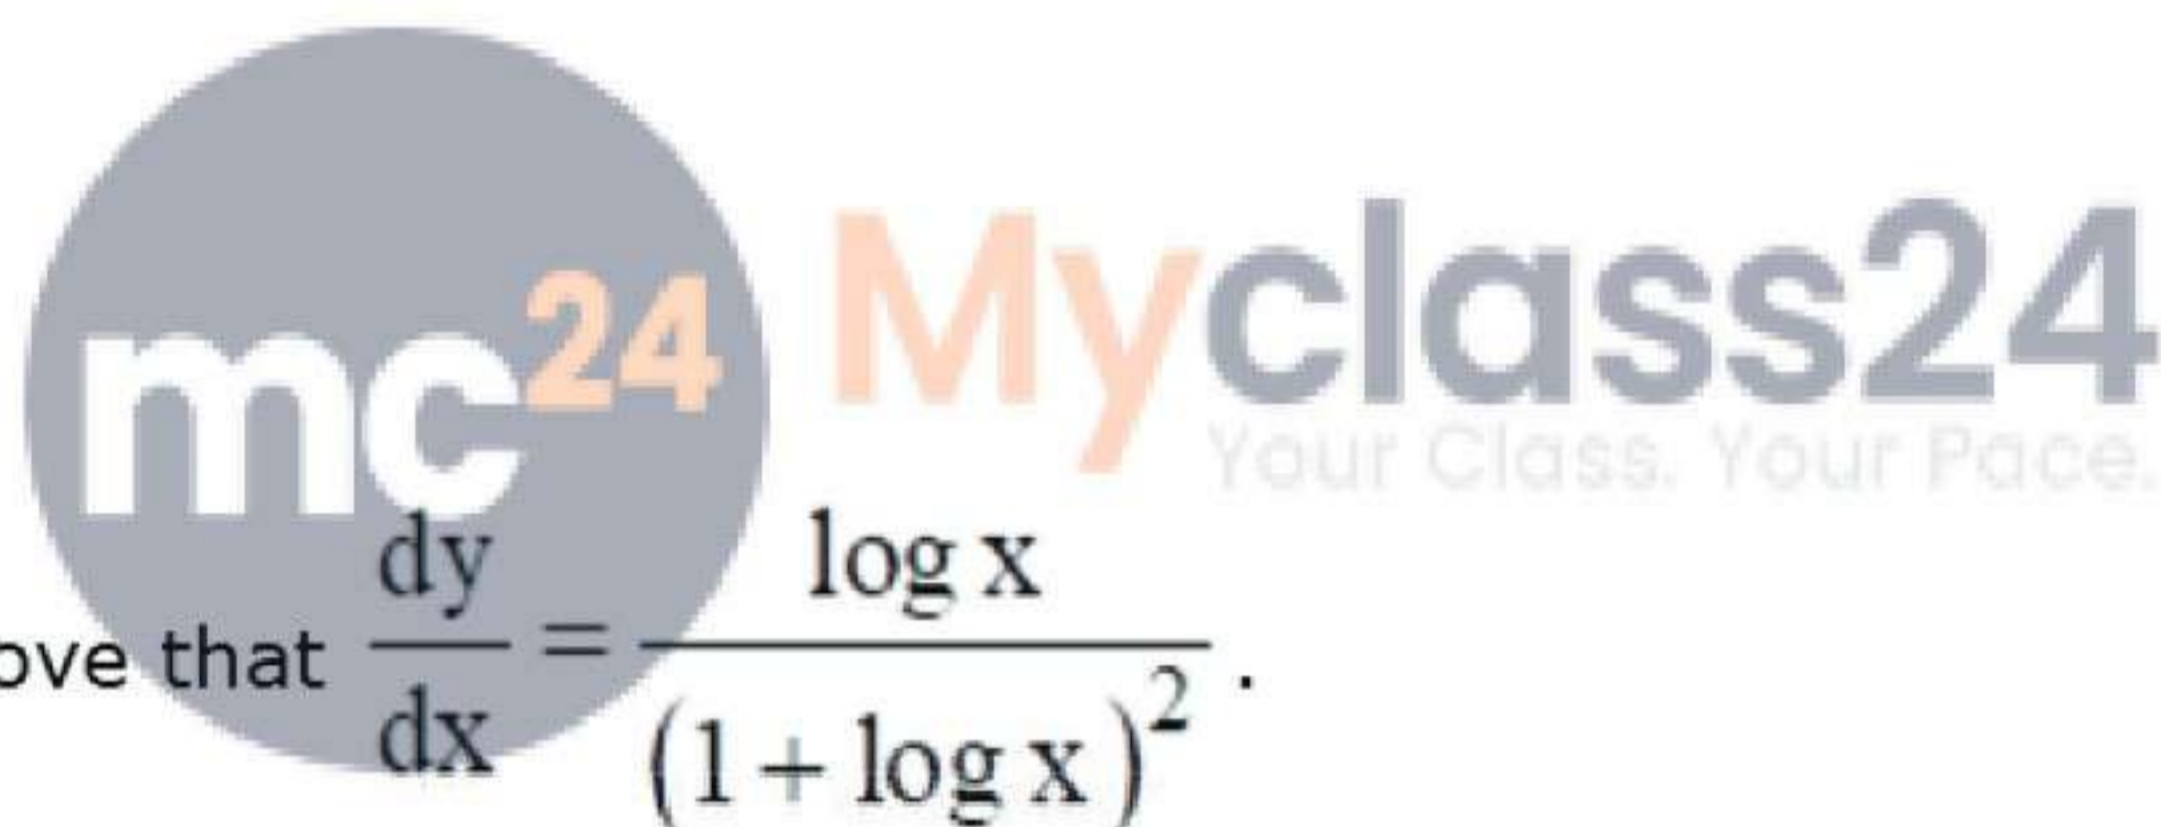 mc24 Myclass24
Your Class. Your Pace.
ove that dy/dx = log x/(1 + log x)^2 .